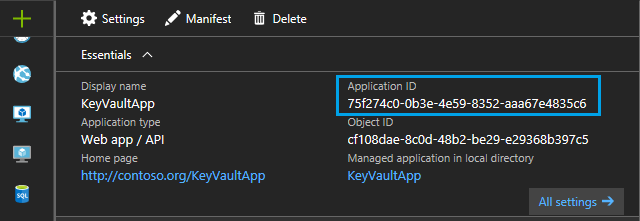 Settings
Manifest
Delete
Essentials
Display name
KeyVaultApp
Application type
Web app / API
Home page
http://contoso.org/KeyVaultApp
Application ID
75f274c0-0b3e-4e59-8352-aaa67e4835c6
Object ID
cf108dae-8c0d-48b2-be29-e29368b397c5
Managed application in local directory
KeyVaultApp
All settings
SQL